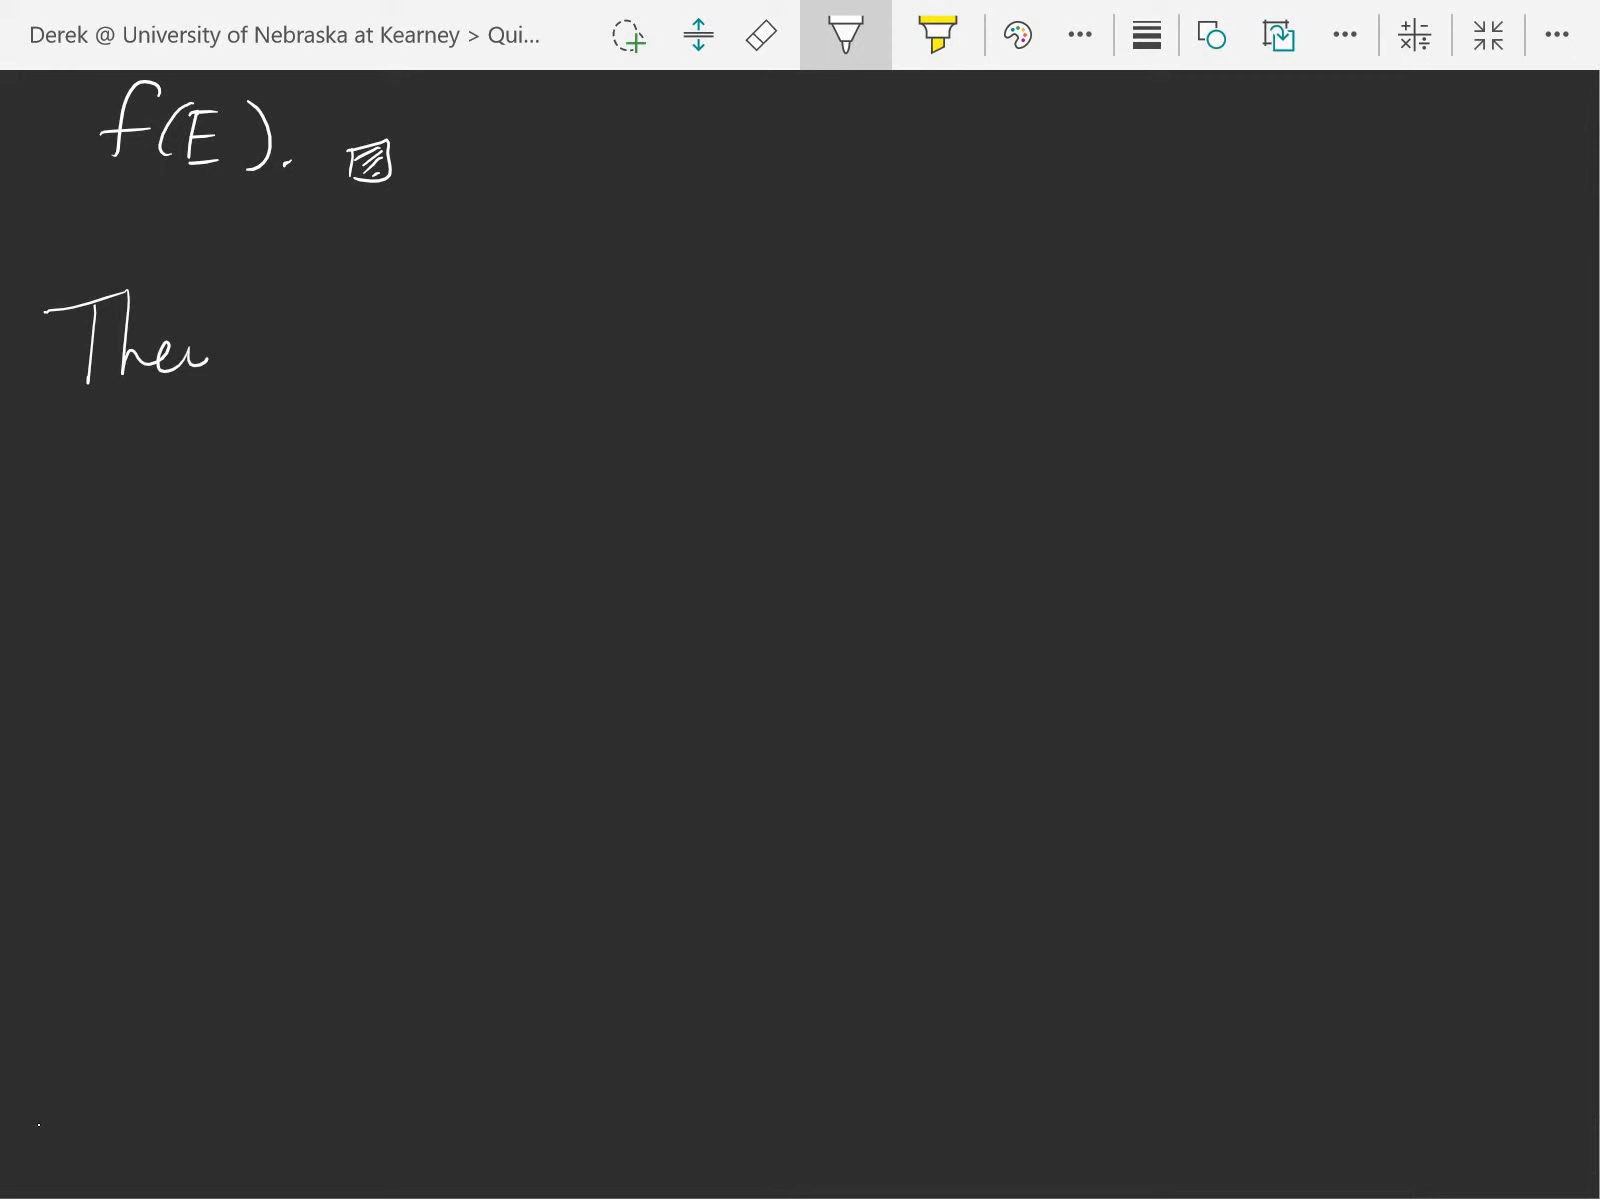 Derek @ University of Nebraska at Kearney > Qui...
f(E).
The